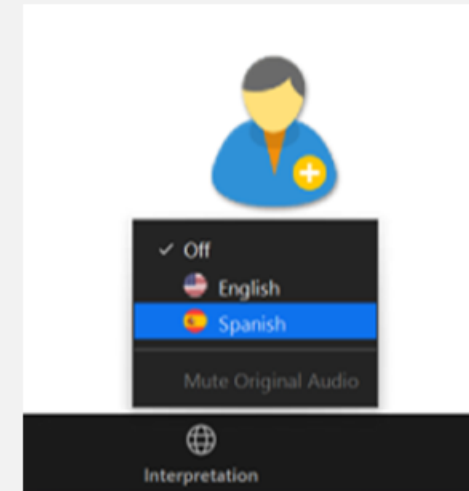 Off
English
Spanish
Mute Original Audio
Interpretation